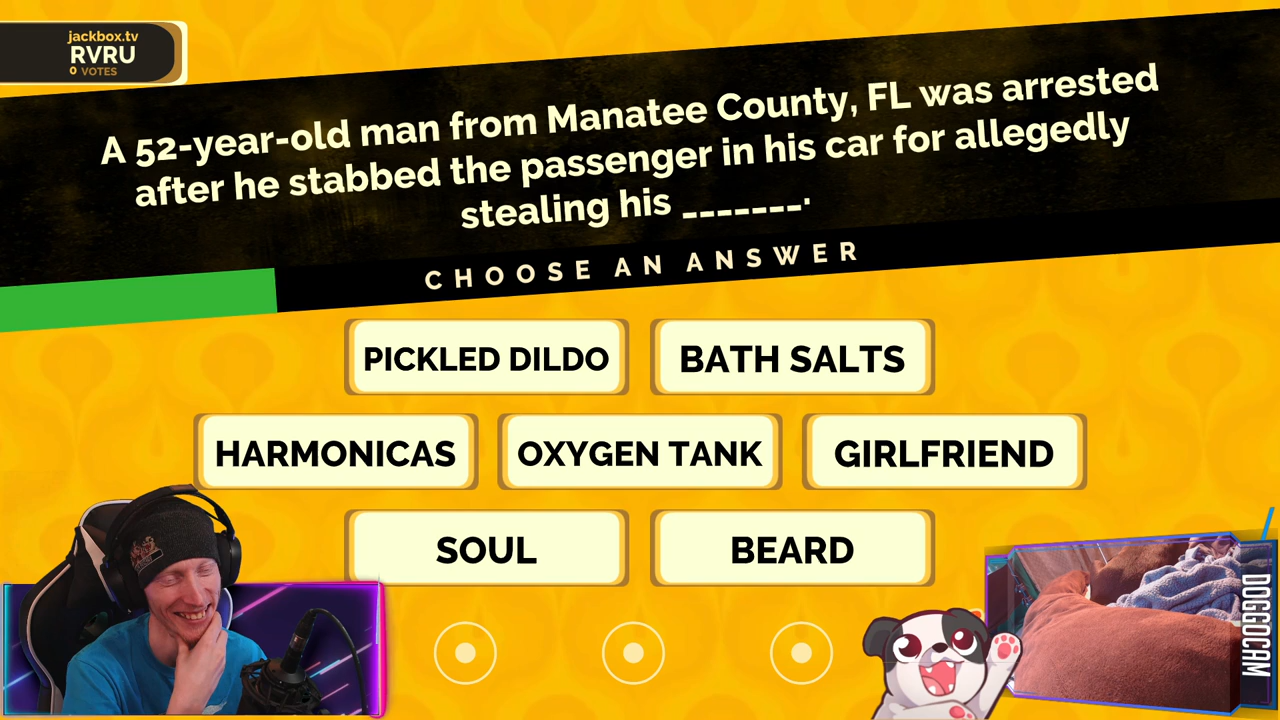 jackbox.tv
RVRU
0 VOTES
A 52-year-old man from Manatee County, FL was arrested
after he stabbed the passenger in his car for allegedly
stealing his _______.
CHOOSE AN ANSWER
PICKLED DILDO
BATH SALTS
HARMONICAS
OXYGEN TANK
GIRLFRIEND
SOUL
BEARD
DOGGOCAM